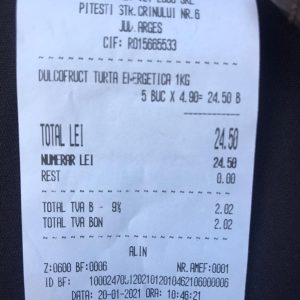 PITESTI STR.CRINULUI NR.6
JUD.ARGES
CIF: RO15665533
DULCOFRUCT TURTA ENERGETICA 1KG
5 BUC X 4.90= 24.50 B
TOTAL LEI 24.50
NUMERAR LEI 24.50
REST 0.00
TOTAL TVA B - 9% 2.02
TOTAL TVA BON 2.02
ALIN
Z:0600 BF:0006 NR.AMEF:0001
ID BF:
DATA: 20-01-2021 ORA: 10:46:21